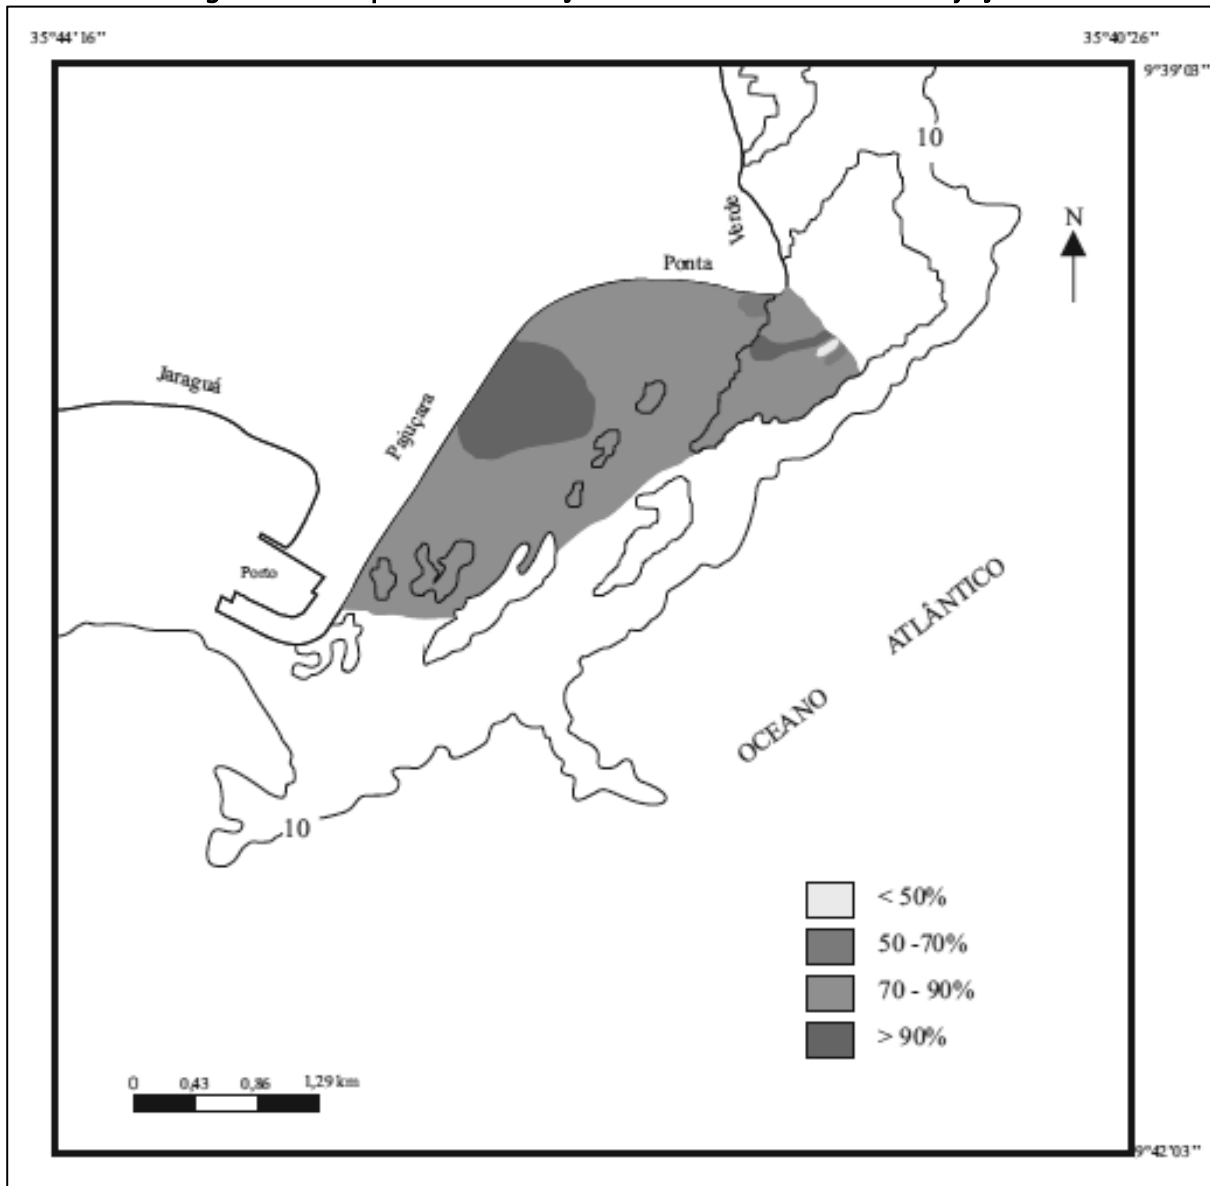 35°44'16"
35°40'26"
9°39'03"
10
N
Verde
Ponta
Jaraguá
Pajuçara
Porto
ATLÂNTICO
OCEANO
10
< 50%
50 -70%
70 - 90%
> 90%
0 0,43 0,86 1,29 km
9°42'03"